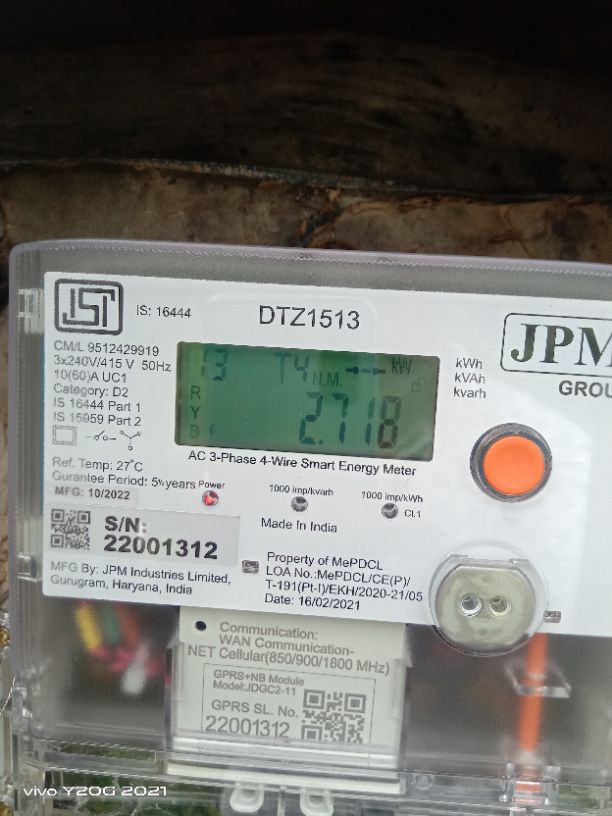 IS: 16444
DTZ1513
JPM
GROU
CM/L 9512429919
3x240V/415 V 50Hz
10(60)A UC1
Category: D2
IS 16444 Part 1
IS 15959 Part 2
13 T4 N.M. --- kW
R
Y
B
2.718
kWh
kVAh
kvarh
AC 3-Phase 4-Wire Smart Energy Meter
Ref. Temp: 27°C
Gurantee Period: 5½years
Power
1000 imp/kvarh
1000 imp/kWh
Cl.1
MFG: 10/2022
Made In India
S/N:
22001312
MFG By: JPM Industries Limited,
Gurugram, Haryana, India
Property of MePDCL
LOA No.:MePDCL/CE(P)/
T-191(Pt-I)/EKH/2020-21/05
Date: 16/02/2021
Communication:
WAN Communication-
NET Cellular(850/900/1800 MHz)
GPRS+NB Module
Model:JDGC2-11
GPRS SL. No.
22001312
vivo Y20G 2021